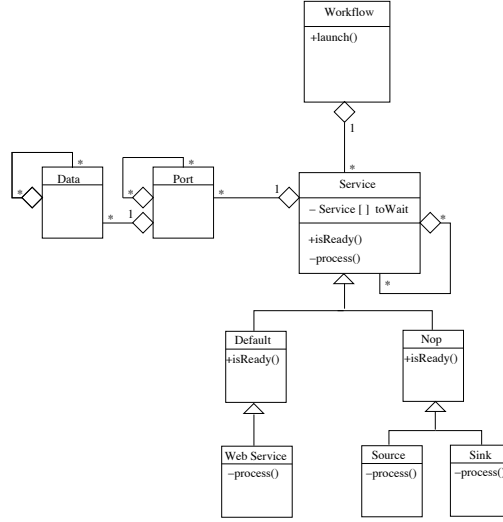 Workflow
+launch()
1
*
Data
*
*
*
Port
*
*
1
*
1
Service
− Service [ ] toWait
+isReady()
−process()
*
*
Default
+isReady()
Nop
+isReady()
Web Service
−process()
Source
−process()
Sink
−process()